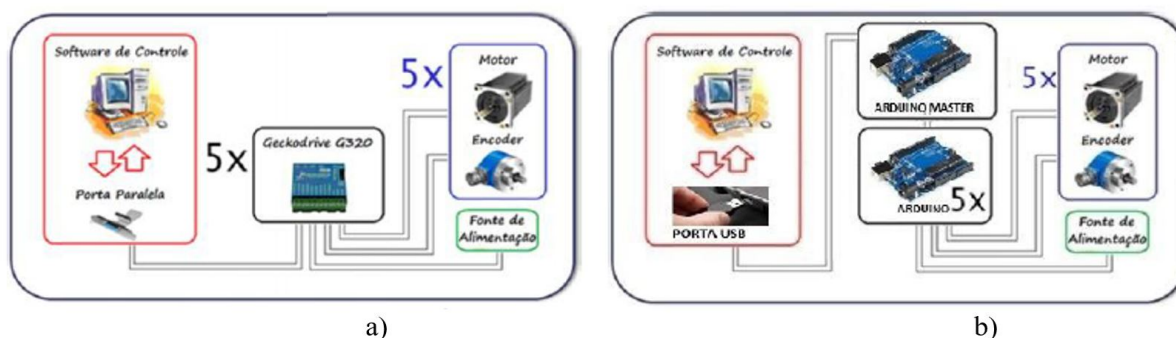 Software de Controle
Porta Paralela
5x
Geckodrive G320
5x
Motor
Encoder
Fonte de
Alimentação
a)
Software de Controle
PORTA USB
ARDUINO MASTER
ARDUINO 5x
5x
Motor
Encoder
Fonte de
Alimentação
b)